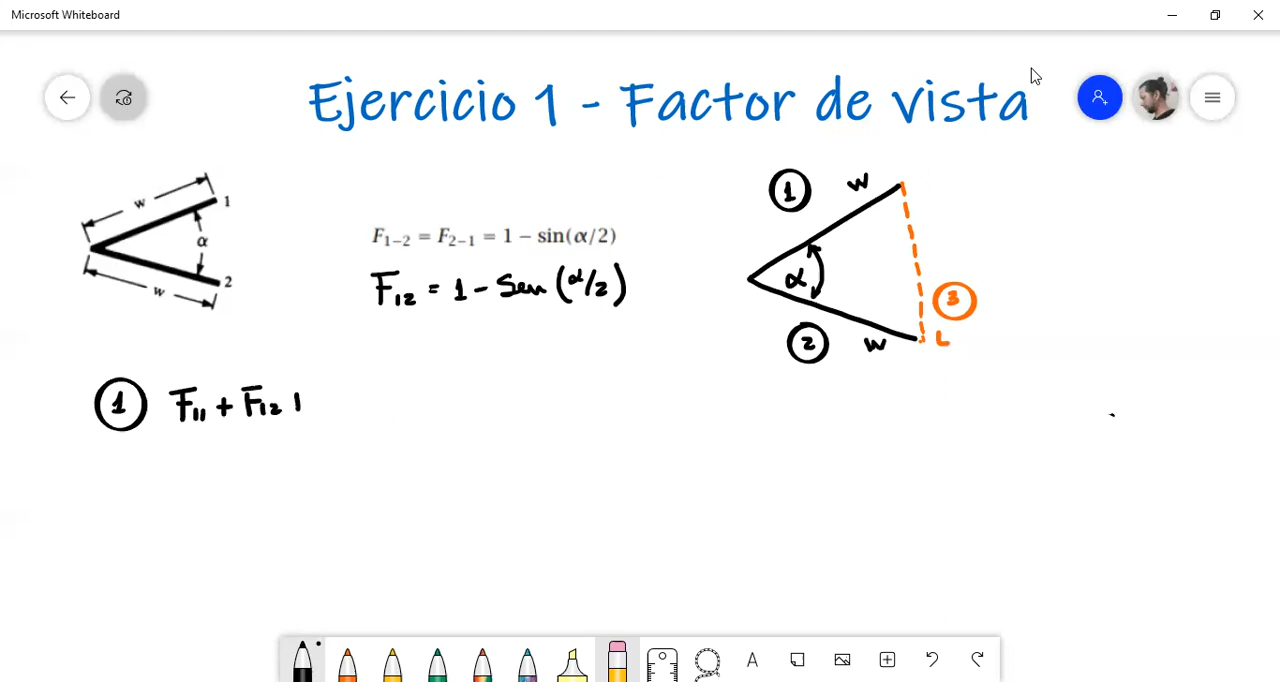 Microsoft Whiteboard
Ejercicio 1 - Factor de vista
w
1
α
2
w
F₁₋₂ = F₂₋₁ = 1 − sin(α/2)
F₁₂ = 1 - Sen (α/2)
1
w
α
3
2
w
L
1 F₁₁ + F₁₂ +
A